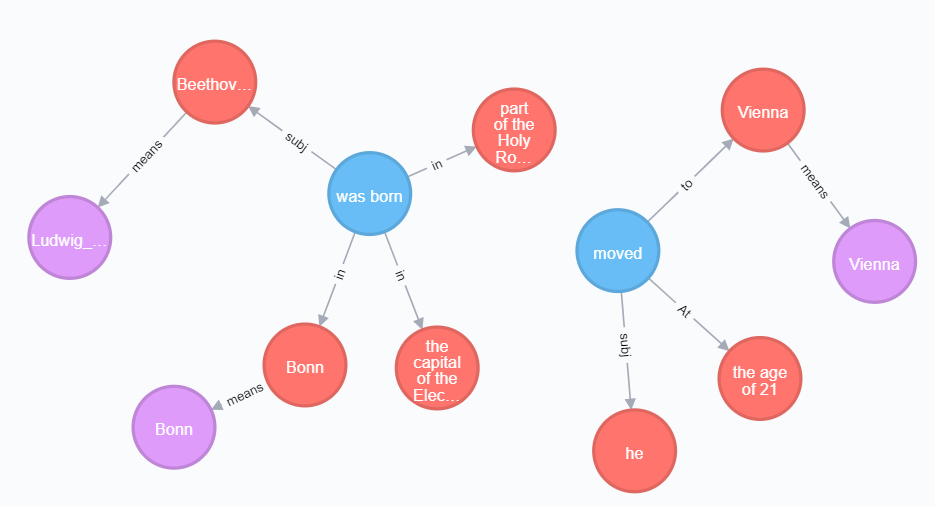 Beethov...
means
Ludwig_...
subj
was born
in
part
of the
Holy
Ro...
in
in
Bonn
means
Bonn
the
capital
of the
Elec...
Vienna
to
means
Vienna
moved
At
the age
of 21
subj
he